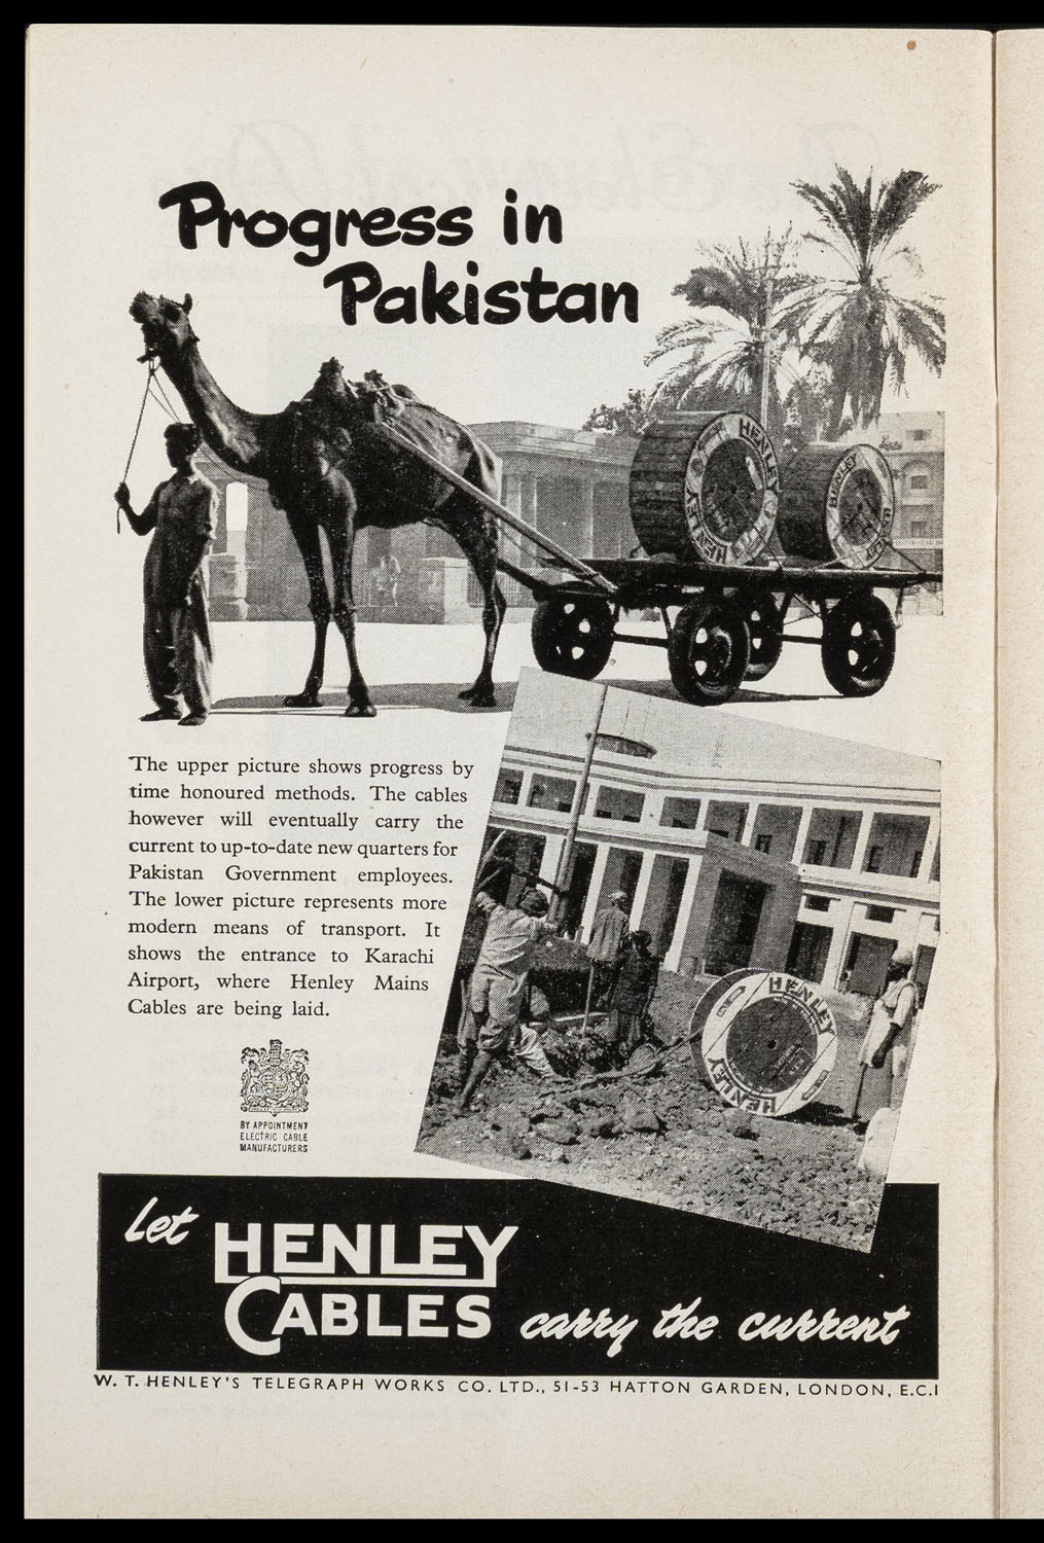 Progress in
Pakistan
HENLEY
HENLEY
HENLEY
HENLEY
The upper picture shows progress by
time honoured methods. The cables
however will eventually carry the
current to up-to-date new quarters for
Pakistan Government employees.
The lower picture represents more
modern means of transport. It
shows the entrance to Karachi
Airport, where Henley Mains
Cables are being laid.
HENLEY
HENLEY
BY APPOINTMENT
ELECTRIC CABLE
MANUFACTURERS
Let HENLEY
CABLES carry the current
W. T. HENLEY'S TELEGRAPH WORKS CO. LTD., 51-53 HATTON GARDEN, LONDON, E.C.1